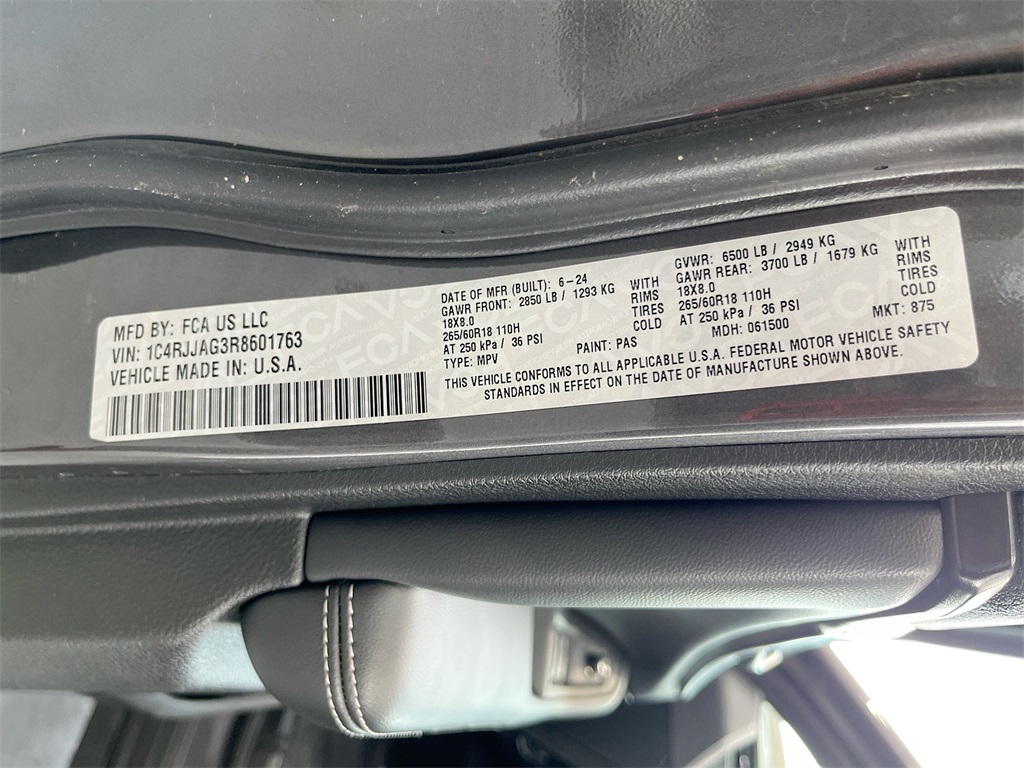 MFD BY: FCA US LLC
VIN: 1C4RJJAG3R8601763
VEHICLE MADE IN: U.S.A.
DATE OF MFR (BUILT): 6-24
GAWR FRONT: 2850 LB / 1293 KG WITH
18X8.0 RIMS
265/60R18 110H TIRES
AT 250 kPa / 36 PSI COLD
TYPE: MPV PAINT: PAS
GVWR: 6500 LB / 2949 KG
GAWR REAR: 3700 LB / 1679 KG WITH
18X8.0 RIMS
265/60R18 110H TIRES
AT 250 kPa / 36 PSI COLD
MDH: 061500 MKT: 875
THIS VEHICLE CONFORMS TO ALL APPLICABLE U.S.A. FEDERAL MOTOR VEHICLE SAFETY
STANDARDS IN EFFECT ON THE DATE OF MANUFACTURE SHOWN ABOVE.